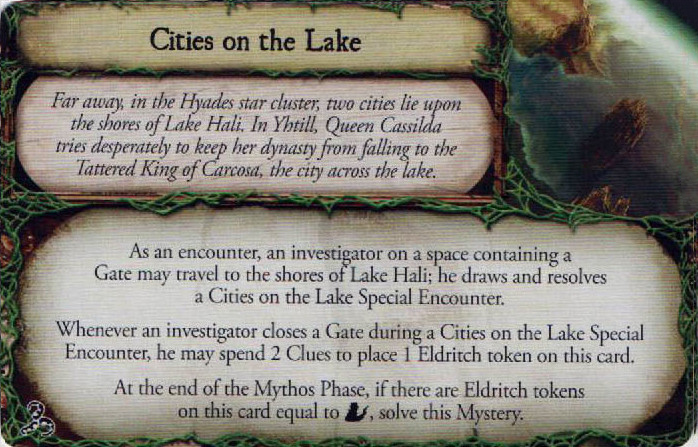 Cities on the Lake
Far away, in the Hyades star cluster, two cities lie upon
the shores of Lake Hali. In Yhtill, Queen Cassilda
tries desperately to keep her dynasty from falling to the
Tattered King of Carcosa, the city across the lake.
As an encounter, an investigator on a space containing a
Gate may travel to the shores of Lake Hali; he draws and resolves
a Cities on the Lake Special Encounter.
Whenever an investigator closes a Gate during a Cities on the Lake Special
Encounter, he may spend 2 Clues to place 1 Eldritch token on this card.
At the end of the Mythos Phase, if there are Eldritch tokens
on this card equal to , solve this Mystery.